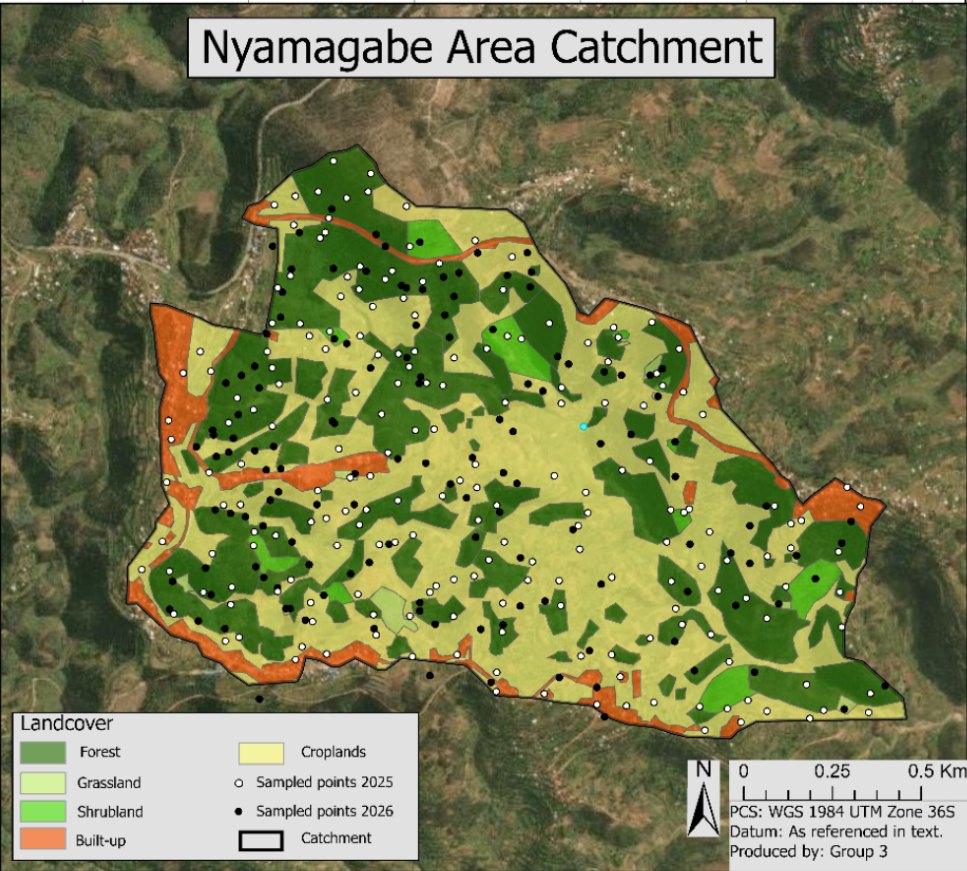 Nyamagabe Area Catchment
Landcover
Forest
Grassland
Shrubland
Built-up
Croplands
Sampled points 2025
Sampled points 2026
Catchment
N
0 0.25 0.5 Km
PCS: WGS 1984 UTM Zone 36S
Datum: As referenced in text.
Produced by: Group 3